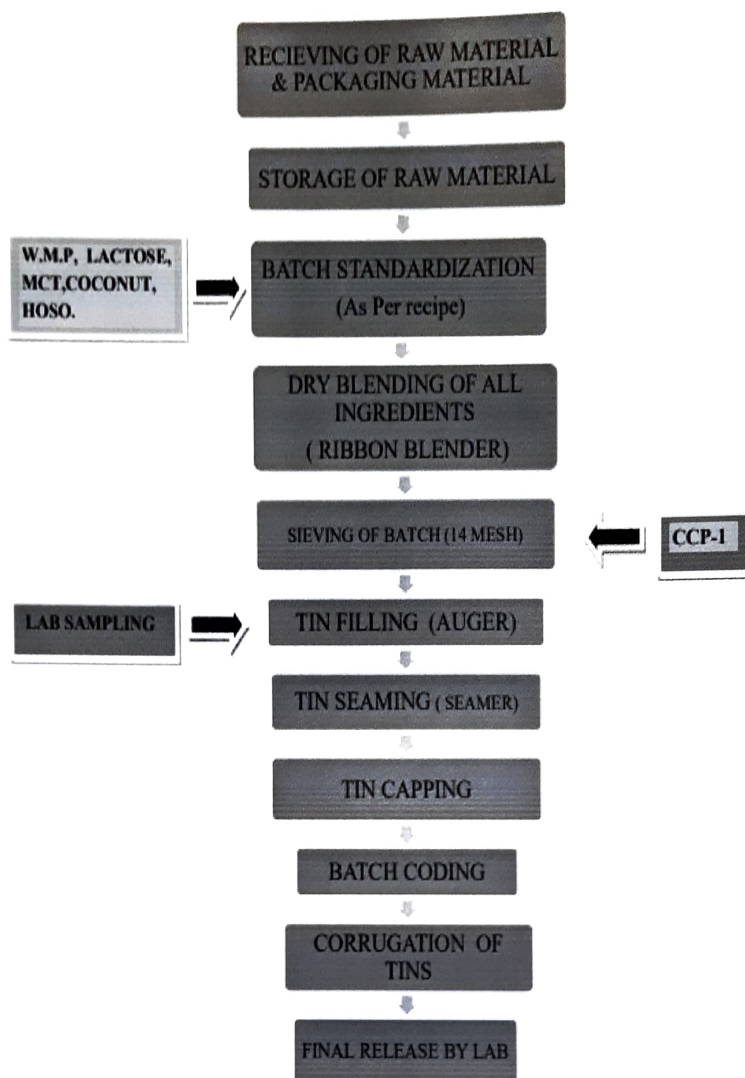 RECIEVING OF RAW MATERIAL
& PACKAGING MATERIAL
STORAGE OF RAW MATERIAL
W.M.P, LACTOSE,
MCT,COCONUT,
HOSO.
BATCH STANDARDIZATION
(As Per recipe)
DRY BLENDING OF ALL
INGREDIENTS
( RIBBON BLENDER)
SIEVING OF BATCH (14 MESH)
CCP-1
LAB SAMPLING
TIN FILLING (AUGER)
TIN SEAMING ( SEAMER)
TIN CAPPING
BATCH CODING
CORRUGATION OF
TINS
FINAL RELEASE BY LAB